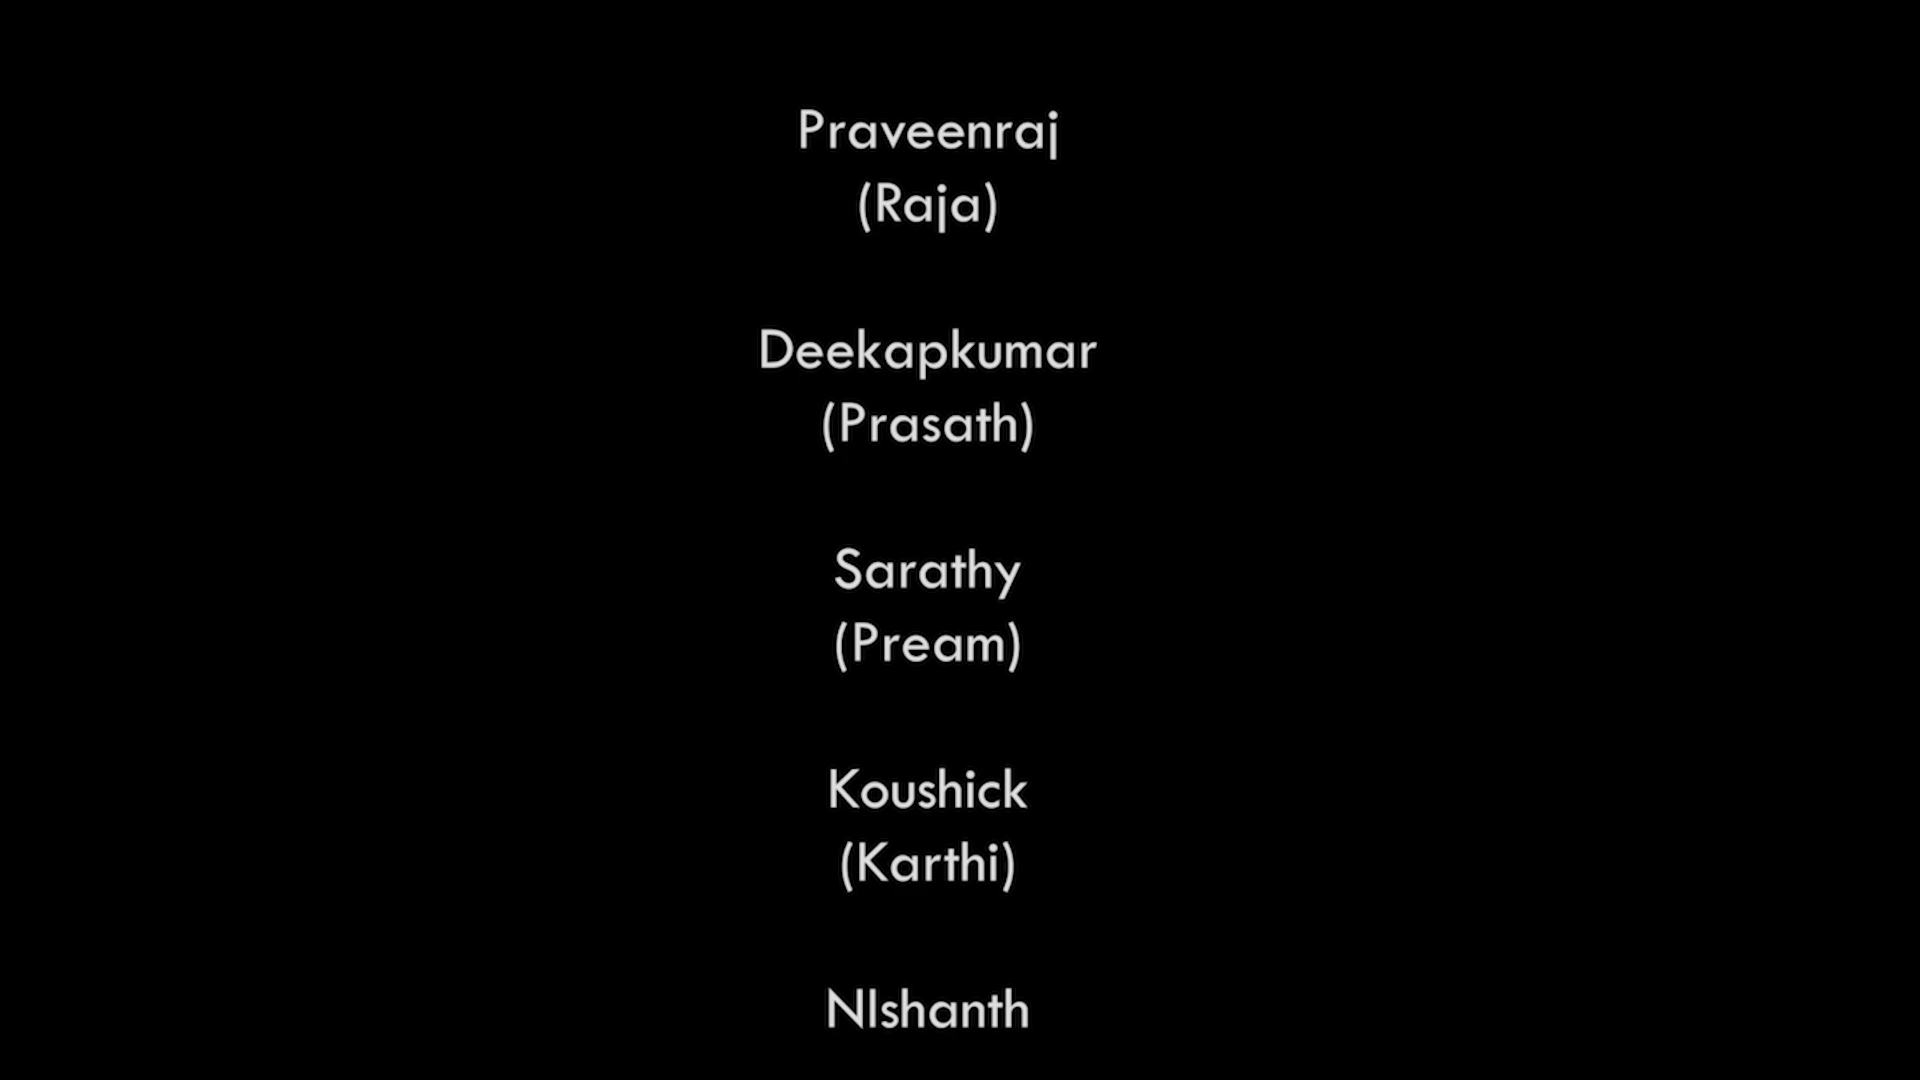 Praveenraj
(Raja)
Deekapkumar
(Prasath)
Sarathy
(Pream)
Koushick
(Karthi)
NIshanth